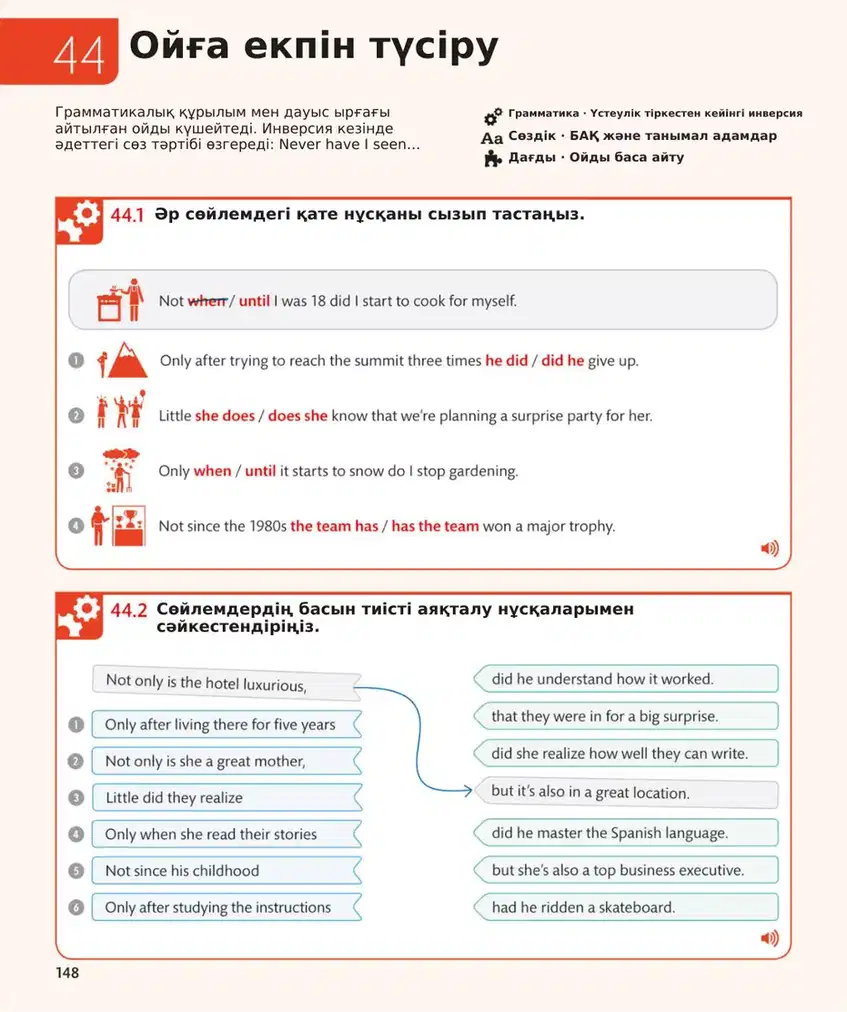 44
Ойға екпін түсіру
Грамматикалық құрылым мен дауыс ырғағы
айтылған ойды күшейтеді. Инверсия кезінде
әдеттегі сөз тәртібі өзгереді: Never have I seen...
Грамматика · Үстеулік тіркестен кейінгі инверсия
Aa Сөздік · БАҚ және танымал адамдар
Дағды · Ойды баса айту
44.1 Әр сөйлемдегі қате нұсқаны сызып тастаңыз.
Not when / until I was 18 did I start to cook for myself.
1 Only after trying to reach the summit three times he did / did he give up.
2 Little she does / does she know that we're planning a surprise party for her.
3 Only when / until it starts to snow do I stop gardening.
4 Not since the 1980s the team has / has the team won a major trophy.
44.2 Сөйлемдердің басын тиісті аяқталу нұсқаларымен
сәйкестендіріңіз.
Not only is the hotel luxurious,
1 Only after living there for five years
2 Not only is she a great mother,
3 Little did they realize
4 Only when she read their stories
5 Not since his childhood
6 Only after studying the instructions
did he understand how it worked.
that they were in for a big surprise.
did she realize how well they can write.
but it's also in a great location.
did he master the Spanish language.
but she's also a top business executive.
had he ridden a skateboard.
148